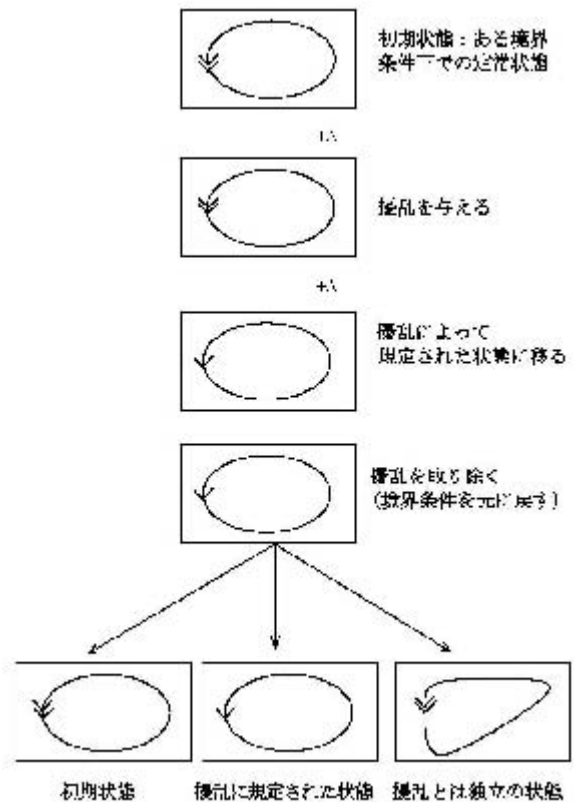 初期状態：ある境界
条件下での定常状態
+A
擾乱を与える
+A
擾乱によって
規定された状態に移る
擾乱を取り除く
(境界条件を元に戻す)
初期状態
擾乱に規定された状態
擾乱とは独立の状態